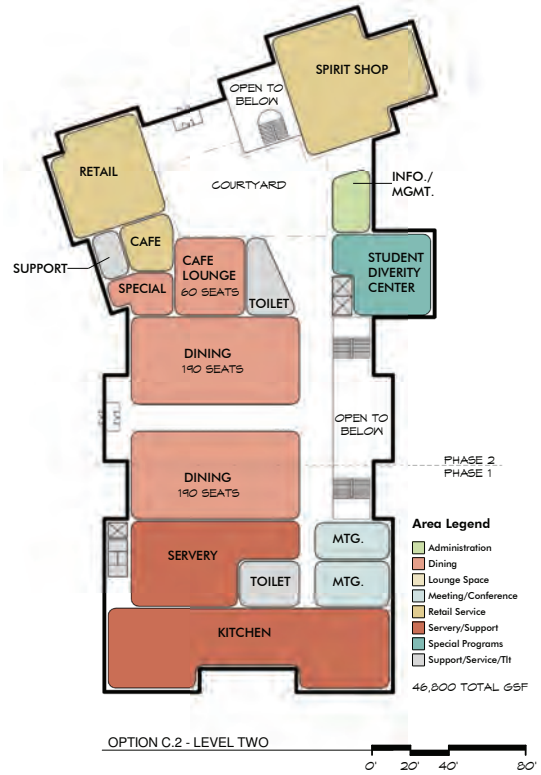 SPIRIT SHOP
OPEN TO
BELOW
RETAIL
COURTYARD
INFO./
MGMT.
CAFE
SUPPORT
CAFE
LOUNGE
60 SEATS
STUDENT
DIVERITY
CENTER
SPECIAL
TOILET
DINING
190 SEATS
OPEN TO
BELOW
PHASE 2
PHASE 1
DINING
190 SEATS
SERVERY
MTG.
TOILET
MTG.
KITCHEN
Area Legend
Administration
Dining
Lounge Space
Meeting/Conference
Retail Service
Servery/Support
Special Programs
Support/Service/Tlt
46,800 TOTAL GSF
OPTION C.2 - LEVEL TWO
0' 20' 40' 80'